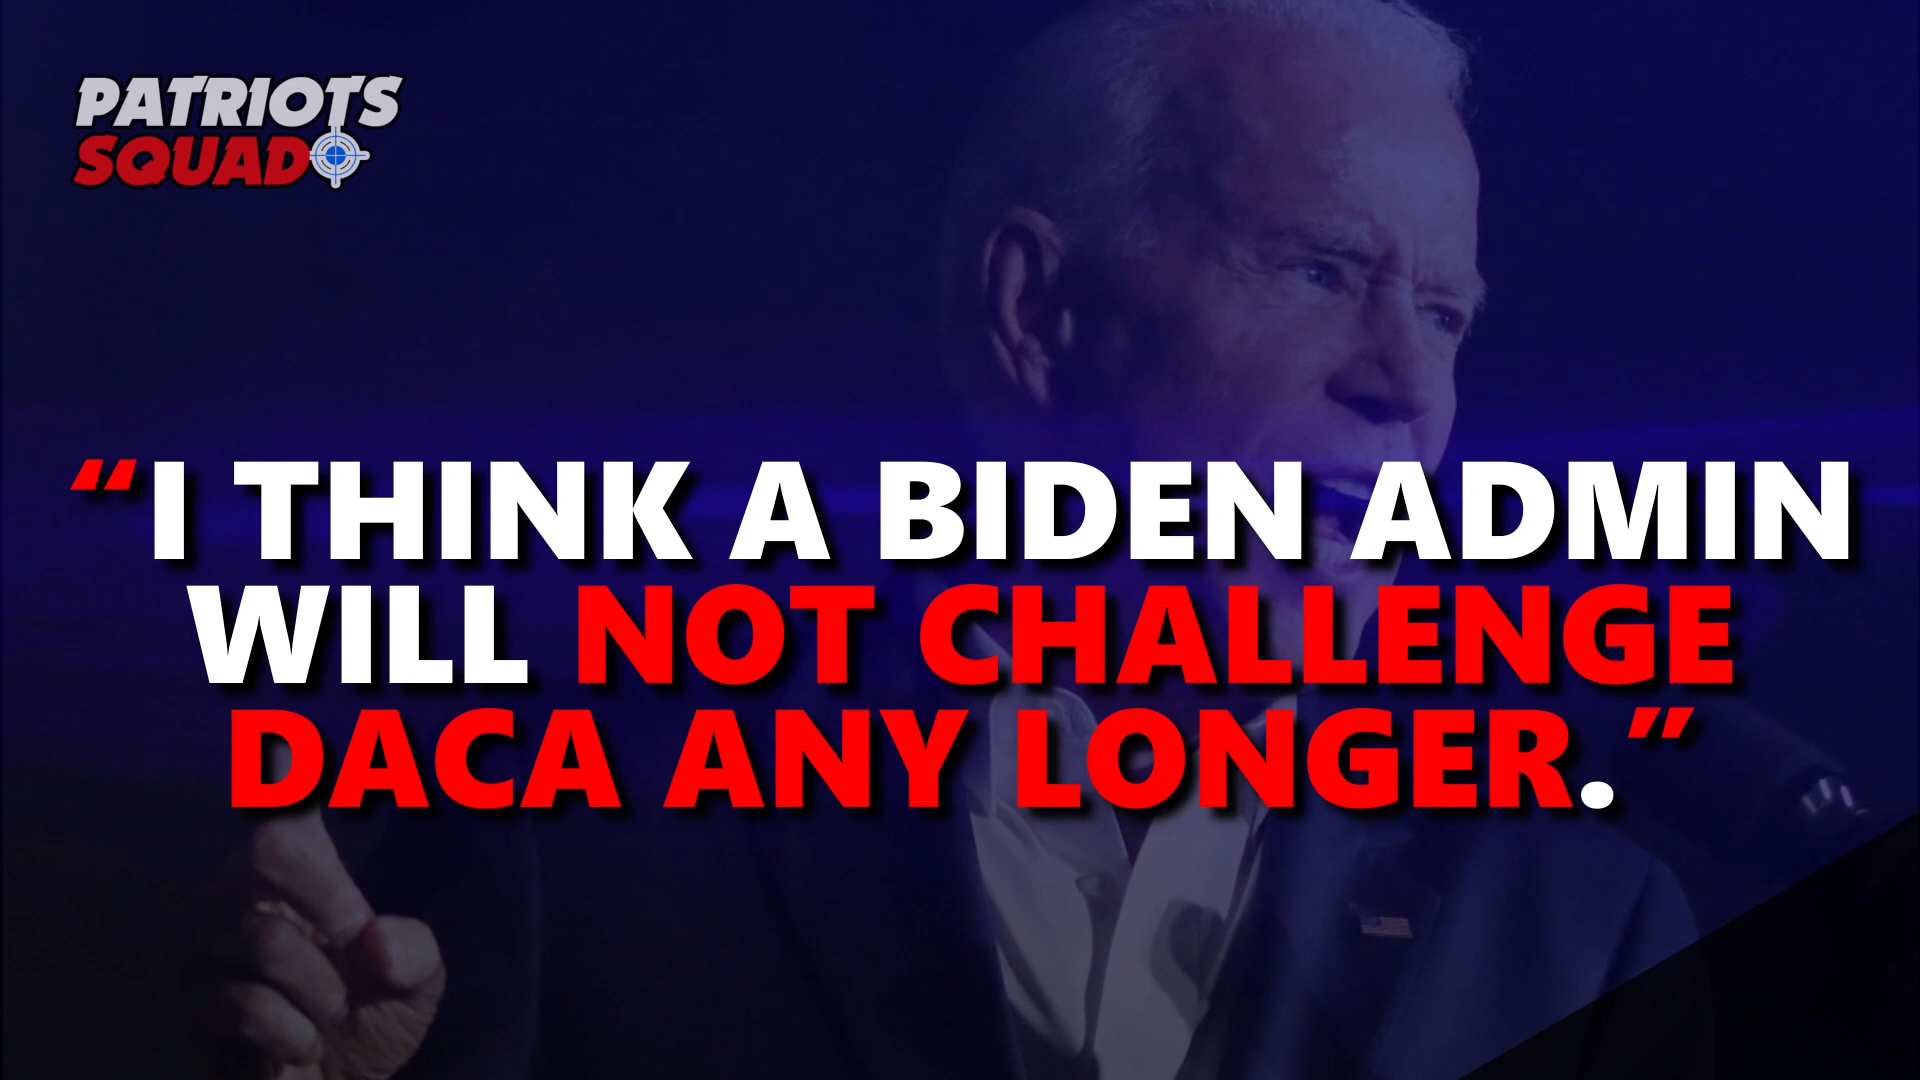 PATRIOTS
SQUAD
“I THINK A BIDEN ADMIN
WILL NOT CHALLENGE
DACA ANY LONGER.”